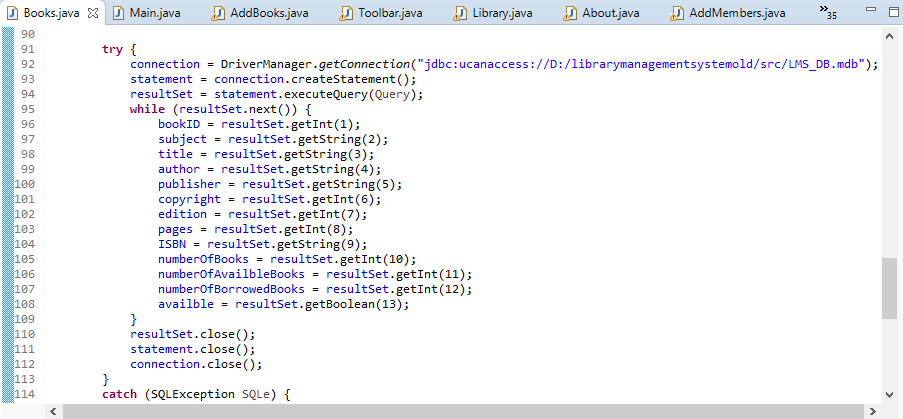 Books.java Main.java AddBooks.java Toolbar.java Library.java About.java AddMembers.java »35
90
91 try {
92 connection = DriverManager.getConnection("jdbc:ucanaccess://D:/librarymanagementsystemold/src/LMS_DB.mdb");
93 statement = connection.createStatement();
94 resultSet = statement.executeQuery(Query);
95 while (resultSet.next()) {
96 bookID = resultSet.getInt(1);
97 subject = resultSet.getString(2);
98 title = resultSet.getString(3);
99 author = resultSet.getString(4);
100 publisher = resultSet.getString(5);
101 copyright = resultSet.getInt(6);
102 edition = resultSet.getInt(7);
103 pages = resultSet.getInt(8);
104 ISBN = resultSet.getString(9);
105 numberOfBooks = resultSet.getInt(10);
106 numberOfAvailbleBooks = resultSet.getInt(11);
107 numberOfBorrowedBooks = resultSet.getInt(12);
108 availble = resultSet.getBoolean(13);
109 }
110 resultSet.close();
111 statement.close();
112 connection.close();
113 }
114 catch (SQLException SQLe) {